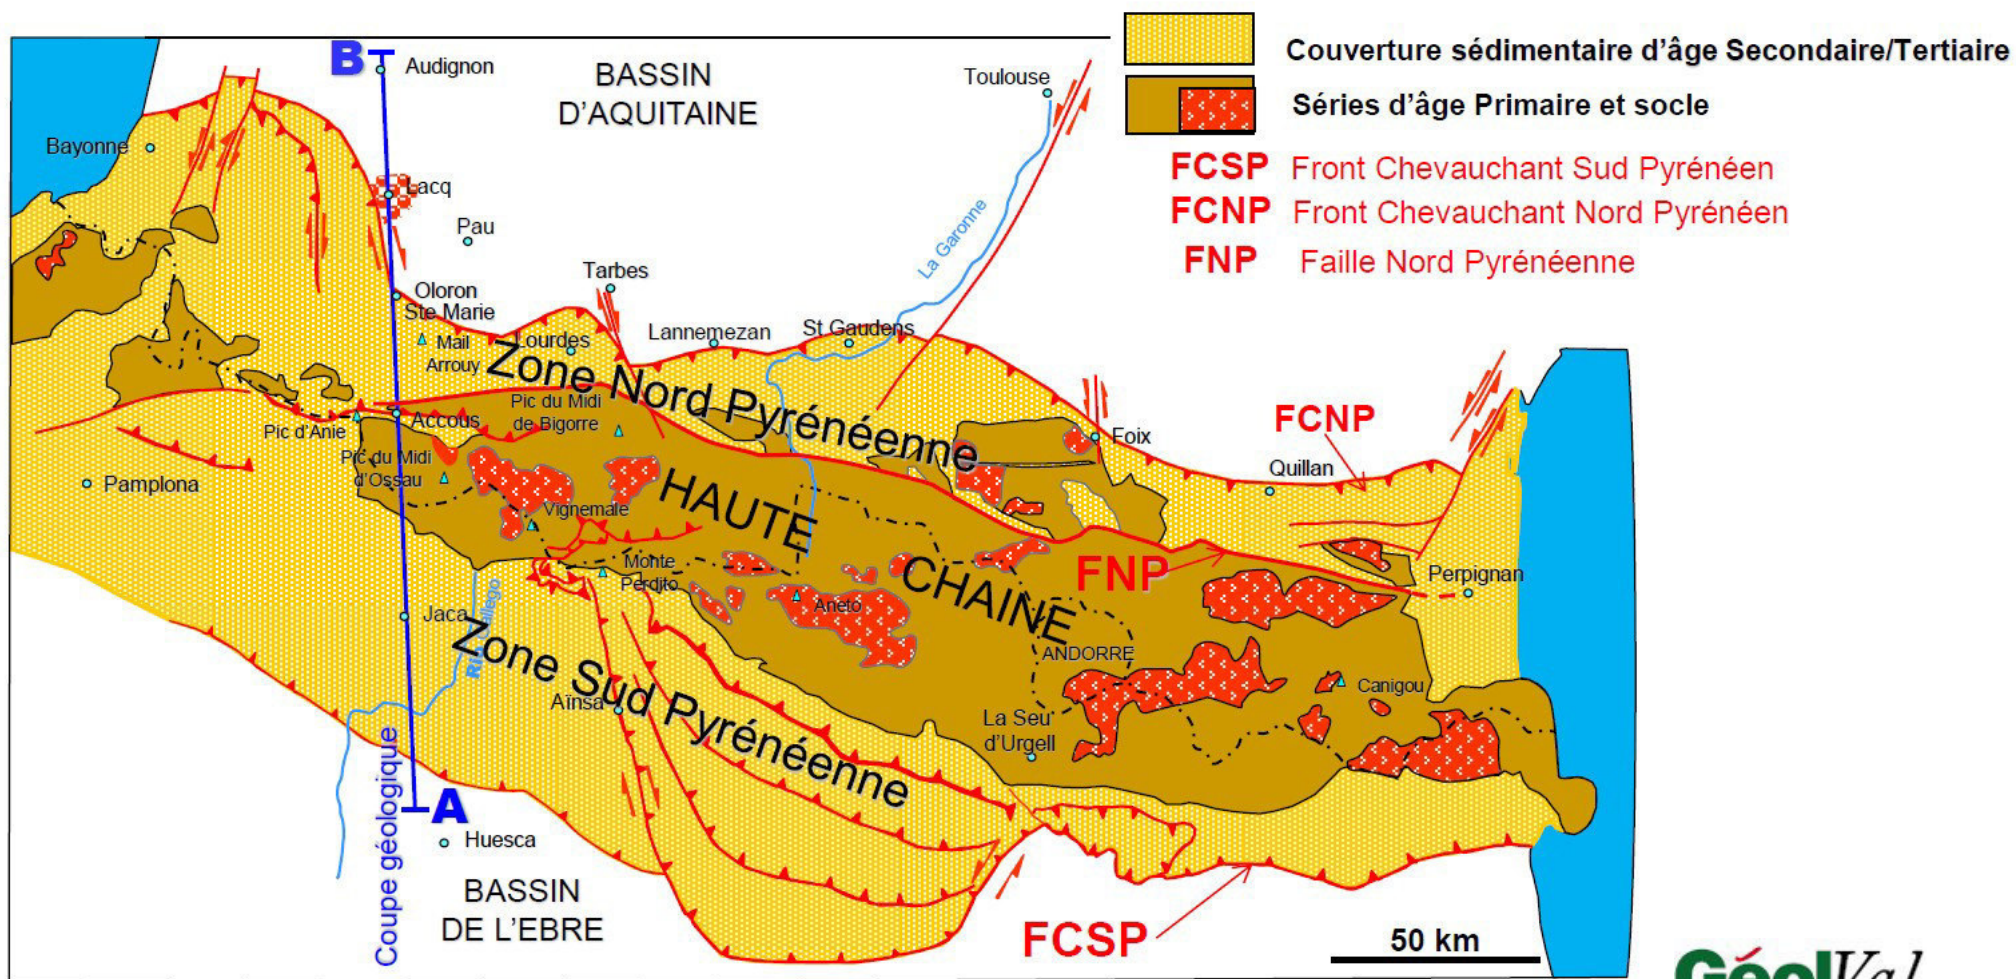 B
Audignon
BASSIN
D'AQUITAINE
Toulouse
Couverture sédimentaire d'âge Secondaire/Tertiaire
Séries d'âge Primaire et socle
FCSP Front Chevauchant Sud Pyrénéen
FCNP Front Chevauchant Nord Pyrénéen
FNP Faille Nord Pyrénéenne
Bayonne
Lacq
Pau
La Garonne
Tarbes
Oloron
Ste Marie
Mail
Arrouy
Lourdes
Lannemezan
St Gaudens
Zone Nord Pyrénéenne
Pic du Midi
de Bigorre
Accous
Pic d'Anie
FCNP
Foix
Quillan
Pic du Midi
d'Ossau
Pamplona
HAUTE
CHAINE
Vignemale
Monte
Perdito
FNP
Perpignan
Aneto
Jaca
Rio Gallego
Zone Sud Pyrénéenne
ANDORRE
Canigou
Aïnsa
La Seu
d'Urgell
Coupe géologique
A
Huesca
BASSIN
DE L'EBRE
FCSP
50 km
GéolVal